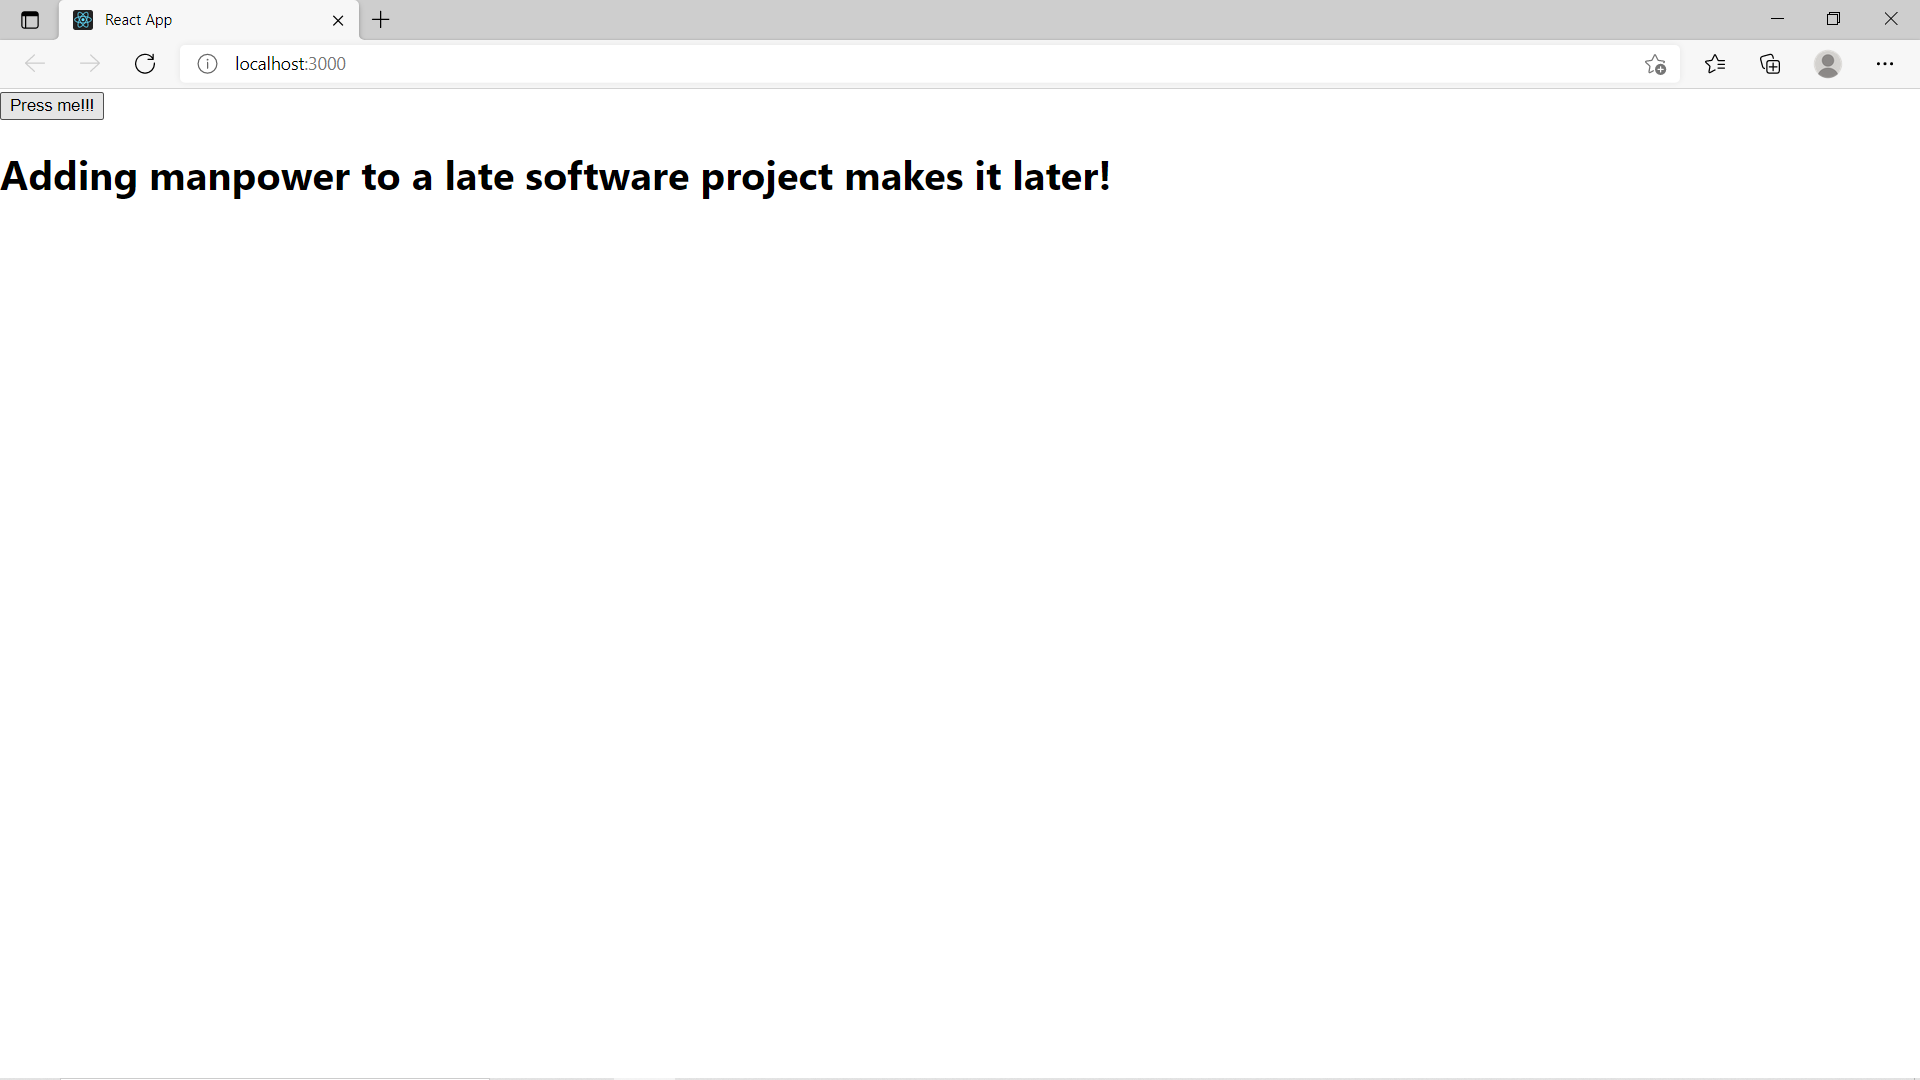 React App
localhost:3000
Press me!!!
Adding manpower to a late software project makes it later!